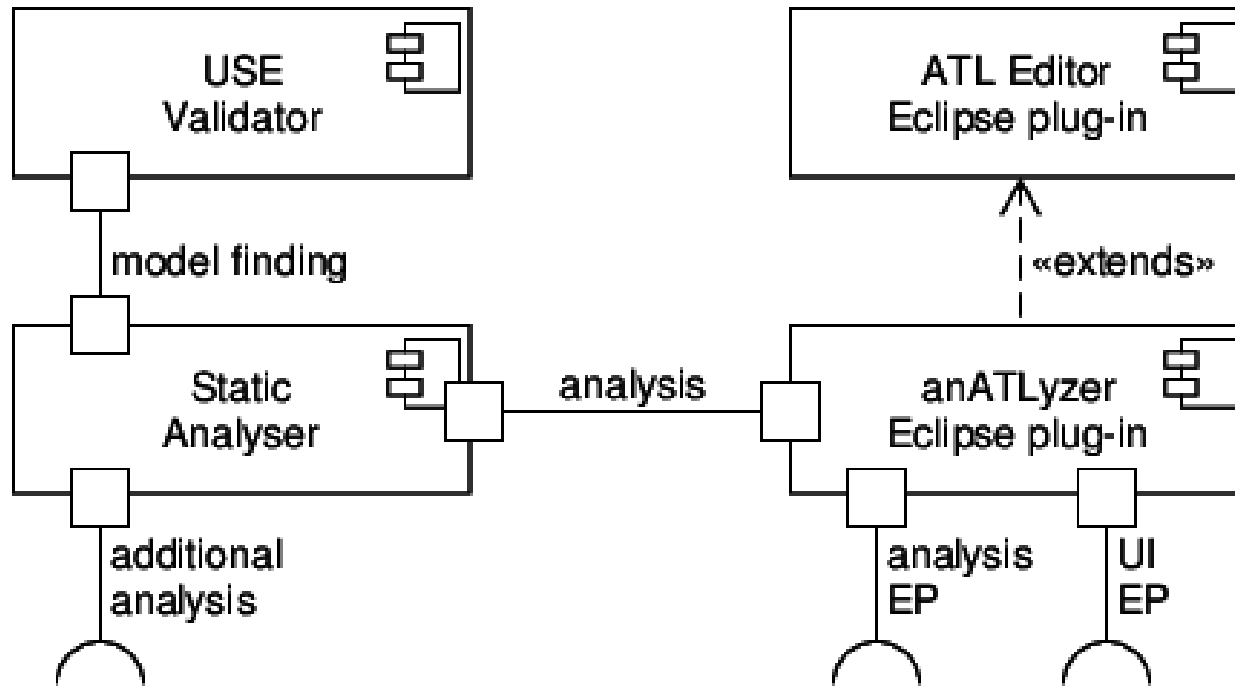 USE
Validator
ATL Editor
Eclipse plug-in
model finding
«extends»
Static
Analyser
analysis
anATLyzer
Eclipse plug-in
additional
analysis
analysis
EP
UI
EP